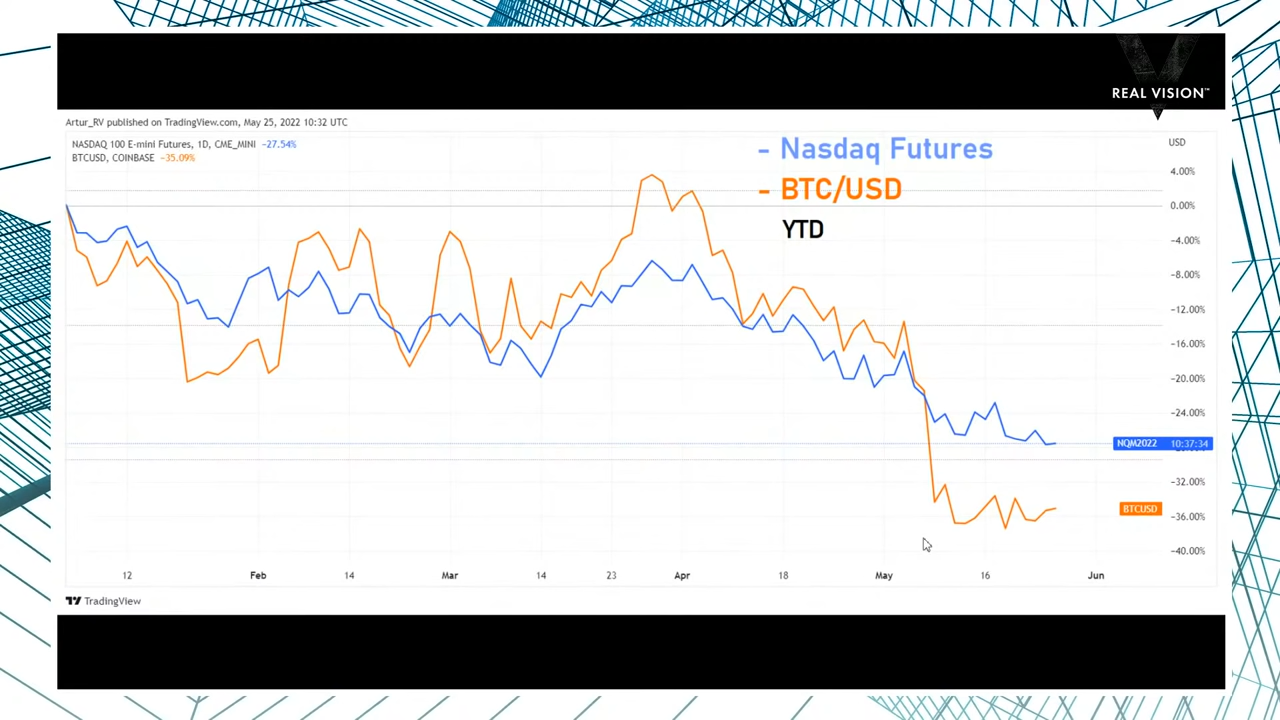 REAL VISION™
Artur_RV published on TradingView.com, May 25, 2022 10:32 UTC
NASDAQ 100 E-mini Futures, 1D, CME_MINI −27.54%
BTCUSD, COINBASE −35.09%
- Nasdaq Futures
- BTC/USD
YTD
USD
4.00%
0.00%
−4.00%
−8.00%
−12.00%
−16.00%
−20.00%
−24.00%
NQM2022 10:37:34
−32.00%
BTCUSD
−36.00%
−40.00%
12 Feb 14 Mar 14 23 Apr 18 May 16 Jun
TradingView